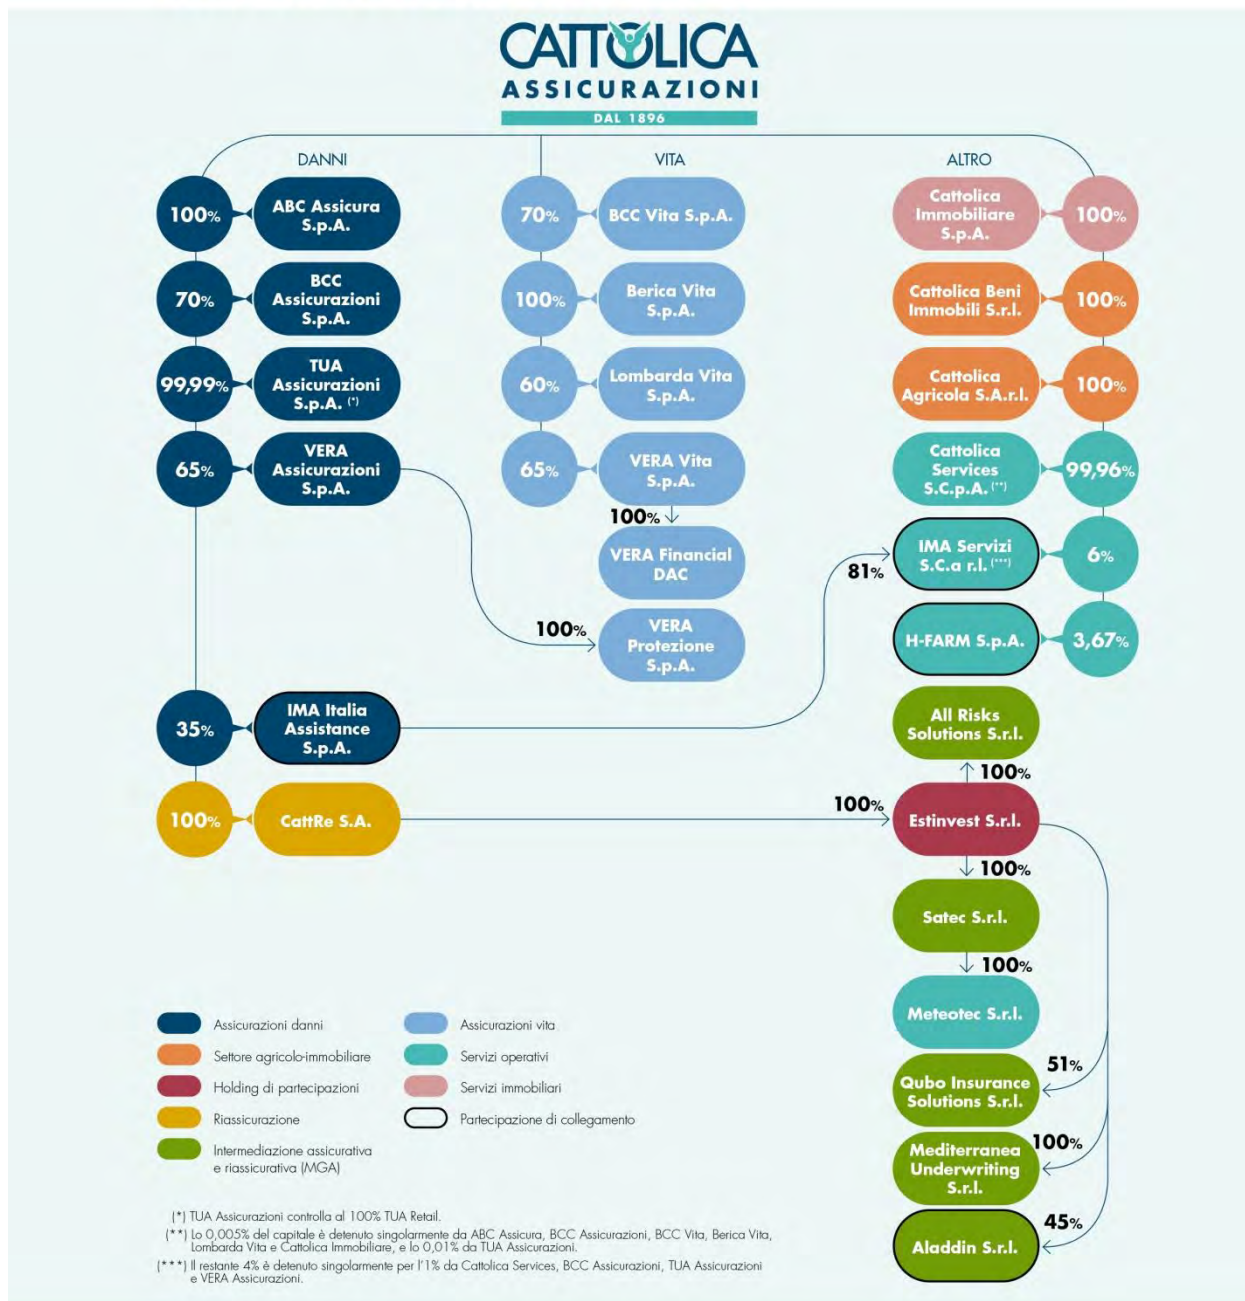 CATTOLICA
ASSICURAZIONI
DAL 1896
DANNI
100%
ABC Assicura
S.p.A.
70%
BCC
Assicurazioni
S.p.A.
99,99%
TUA
Assicurazioni
S.p.A. (*)
65%
VERA
Assicurazioni
S.p.A.
35%
IMA Italia
Assistance
S.p.A.
100%
CattRe S.A.
VITA
70%
BCC Vita S.p.A.
100%
Berica Vita
S.p.A.
60%
Lombarda Vita
S.p.A.
65%
VERA Vita
S.p.A.
100%
VERA Financial
DAC
100%
VERA
Protezione
S.p.A.
ALTRO
Cattolica
Immobiliare
S.p.A.
100%
Cattolica Beni
Immobili S.r.l.
100%
Cattolica
Agricola S.A.r.l.
100%
Cattolica
Services
S.C.p.A. (**)
99,96%
81%
IMA Servizi
S.C.a r.l. (***)
6%
H-FARM S.p.A.
3,67%
All Risks
Solutions S.r.l.
100%
100%
Estinvest S.r.l.
100%
Satec S.r.l.
100%
Meteotec S.r.l.
51%
Qubo Insurance
Solutions S.r.l.
100%
Mediterranea
Underwriting
S.r.l.
45%
Aladdin S.r.l.
Assicurazioni danni
Settore agricolo-immobiliare
Holding di partecipazioni
Riassicurazione
Intermediazione assicurativa
e riassicurativa (MGA)
Assicurazioni vita
Servizi operativi
Servizi immobiliari
Partecipazione di collegamento
(*) TUA Assicurazioni controlla al 100% TUA Retail.
(**) Lo 0,005% del capitale è detenuto singolarmente da ABC Assicura, BCC Assicurazioni, BCC Vita, Berica Vita,
Lombarda Vita e Cattolica Immobiliare, e lo 0,01% da TUA Assicurazioni.
(***) Il restante 4% è detenuto singolarmente per l'1% da Cattolica Services, BCC Assicurazioni, TUA Assicurazioni
e VERA Assicurazioni.